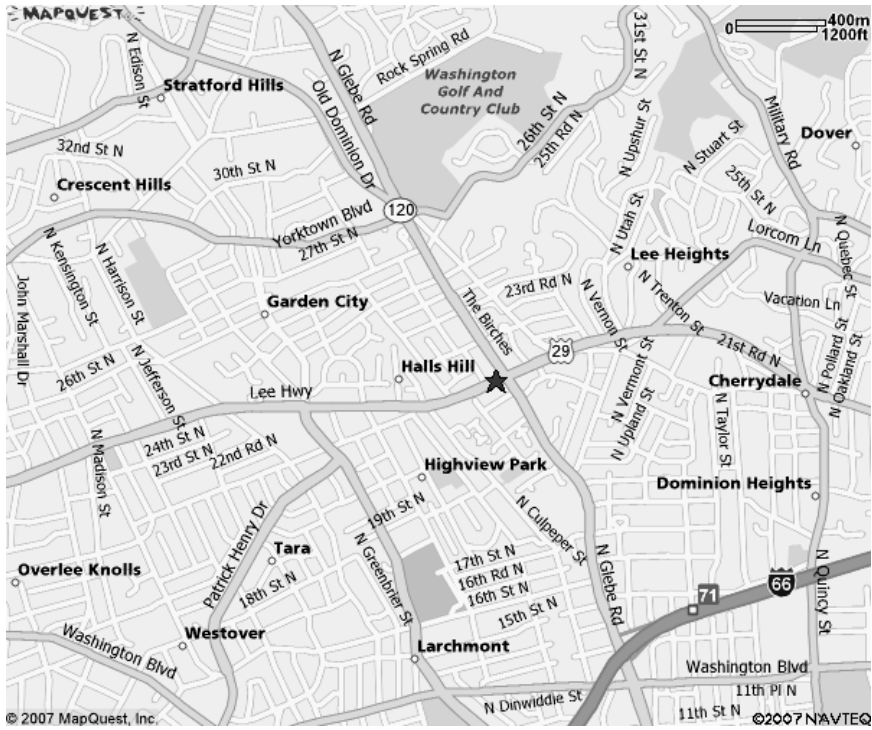 MAPQUEST
400m
0
1200ft
N Edison St
N Glebe Rd
Rock Spring Rd
31st St N
Washington
Golf And
Country Club
Stratford Hills
Old Dominion Dr
26th St N
25th Rd N
N Upshur St
Military Rd
Dover
N Stuart St
32nd St N
30th St N
25th St N
Crescent Hills
120
Yorktown Blvd
27th St N
N Utah St
Lorcom Ln
N Quebec St
N Kensington St
N Harrison St
John Marshall Dr
Lee Heights
N Trenton St
23rd Rd N
N Vernon St
Vacation Ln
Garden City
The Birches
29
21st Rd N
N Pollard St
N Oakland St
26th St N
N Jefferson St
Halls Hill
Lee Hwy
N Vermont St
N Upland St
N Taylor St
Cherrydale
N Madison St
24th St N
23rd St N
22nd Rd N
Highview Park
Dominion Heights
19th St N
N Culpeper St
Patrick Henry Dr
Tara
N Greenbrier St
17th St N
16th Rd N
16th St N
15th St N
N Glebe Rd
Overlee Knolls
18th St N
71
66
N Quincy St
Westover
Washington Blvd
Larchmont
Washington Blvd
11th Pl N
N Dinwiddie St
11th St N
© 2007 MapQuest, Inc.
©2007 NAVTEQ